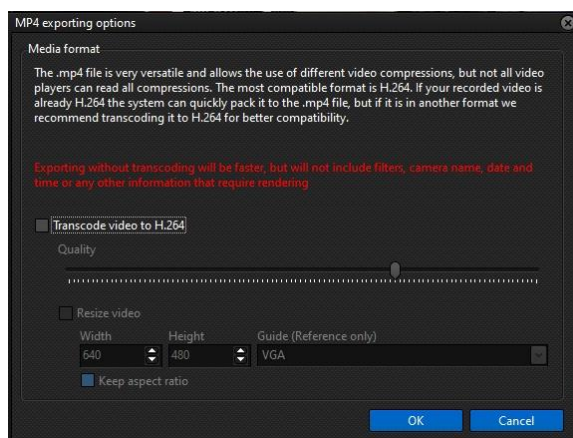 MP4 exporting options
Media format
The .mp4 file is very versatile and allows the use of different video compressions, but not all video
players can read all compressions. The most compatible format is H.264. If your recorded video is
already H.264 the system can quickly pack it to the .mp4 file, but if it is in another format we
recommend transcoding it to H.264 for better compatibility.
Exporting without transcoding will be faster, but will not include filters, camera name, date and
time or any other information that require rendering
Transcode video to H.264
Quality
Resize video
Width Height Guide (Reference only)
640 480 VGA
Keep aspect ratio
OK Cancel